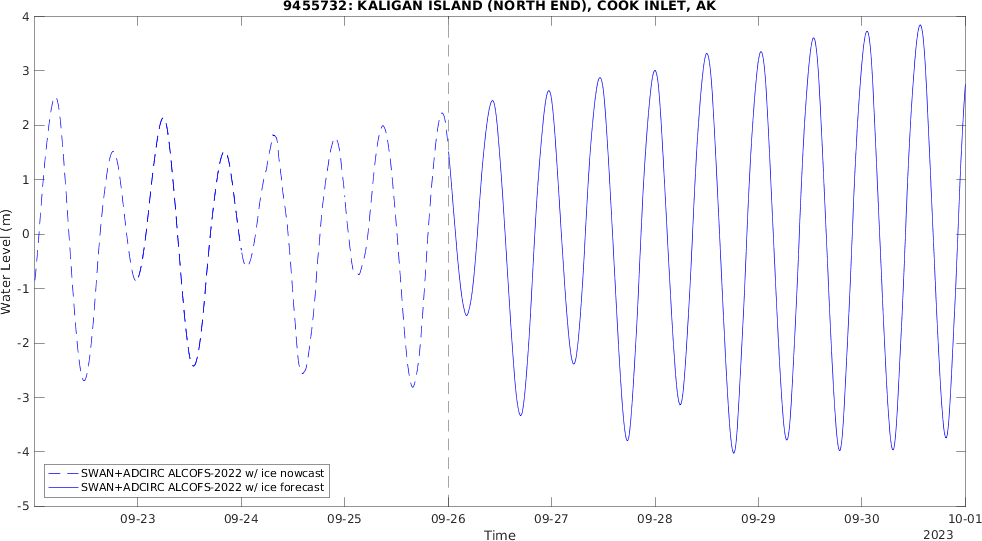 9455732: KALIGAN ISLAND (NORTH END), COOK INLET, AK
4
3
2
1
0
-1
-2
-3
-4
-5
Water Level (m)
SWAN+ADCIRC ALCOFS-2022 w/ ice nowcast
SWAN+ADCIRC ALCOFS-2022 w/ ice forecast
09-23 09-24 09-25 09-26 09-27 09-28 09-29 09-30 10-01
Time
2023